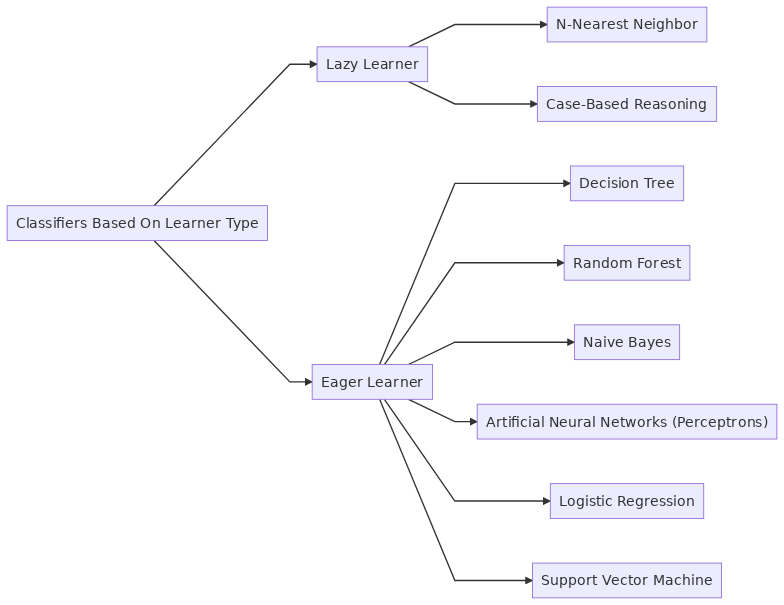 Classifiers Based On Learner Type
Lazy Learner
N-Nearest Neighbor
Case-Based Reasoning
Eager Learner
Decision Tree
Random Forest
Naive Bayes
Artificial Neural Networks (Perceptrons)
Logistic Regression
Support Vector Machine